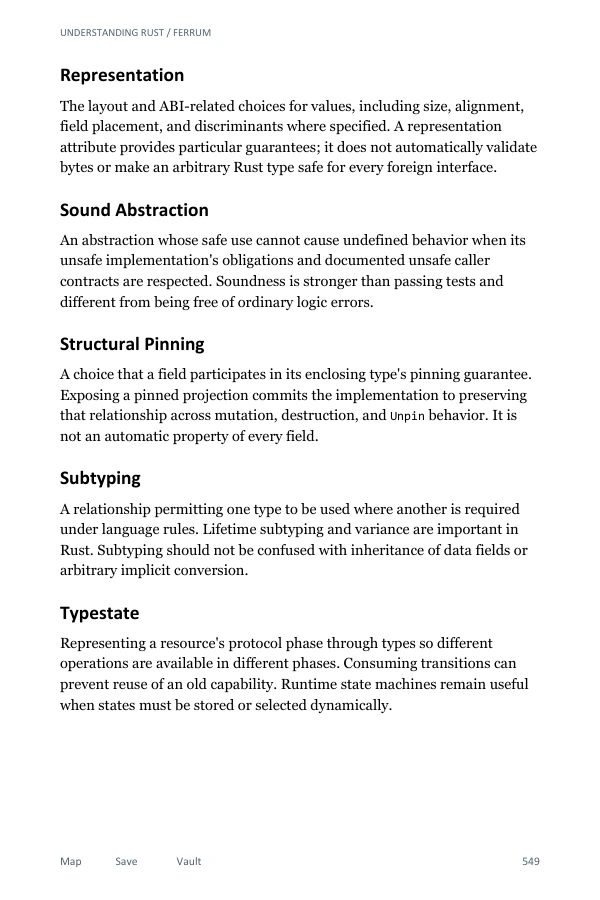 UNDERSTANDING RUST / FERRUM
Representation
The layout and ABI-related choices for values, including size, alignment,
field placement, and discriminants where specified. A representation
attribute provides particular guarantees; it does not automatically validate
bytes or make an arbitrary Rust type safe for every foreign interface.
Sound Abstraction
An abstraction whose safe use cannot cause undefined behavior when its
unsafe implementation's obligations and documented unsafe caller
contracts are respected. Soundness is stronger than passing tests and
different from being free of ordinary logic errors.
Structural Pinning
A choice that a field participates in its enclosing type's pinning guarantee.
Exposing a pinned projection commits the implementation to preserving
that relationship across mutation, destruction, and Unpin behavior. It is
not an automatic property of every field.
Subtyping
A relationship permitting one type to be used where another is required
under language rules. Lifetime subtyping and variance are important in
Rust. Subtyping should not be confused with inheritance of data fields or
arbitrary implicit conversion.
Typestate
Representing a resource's protocol phase through types so different
operations are available in different phases. Consuming transitions can
prevent reuse of an old capability. Runtime state machines remain useful
when states must be stored or selected dynamically.
Map Save Vault 549